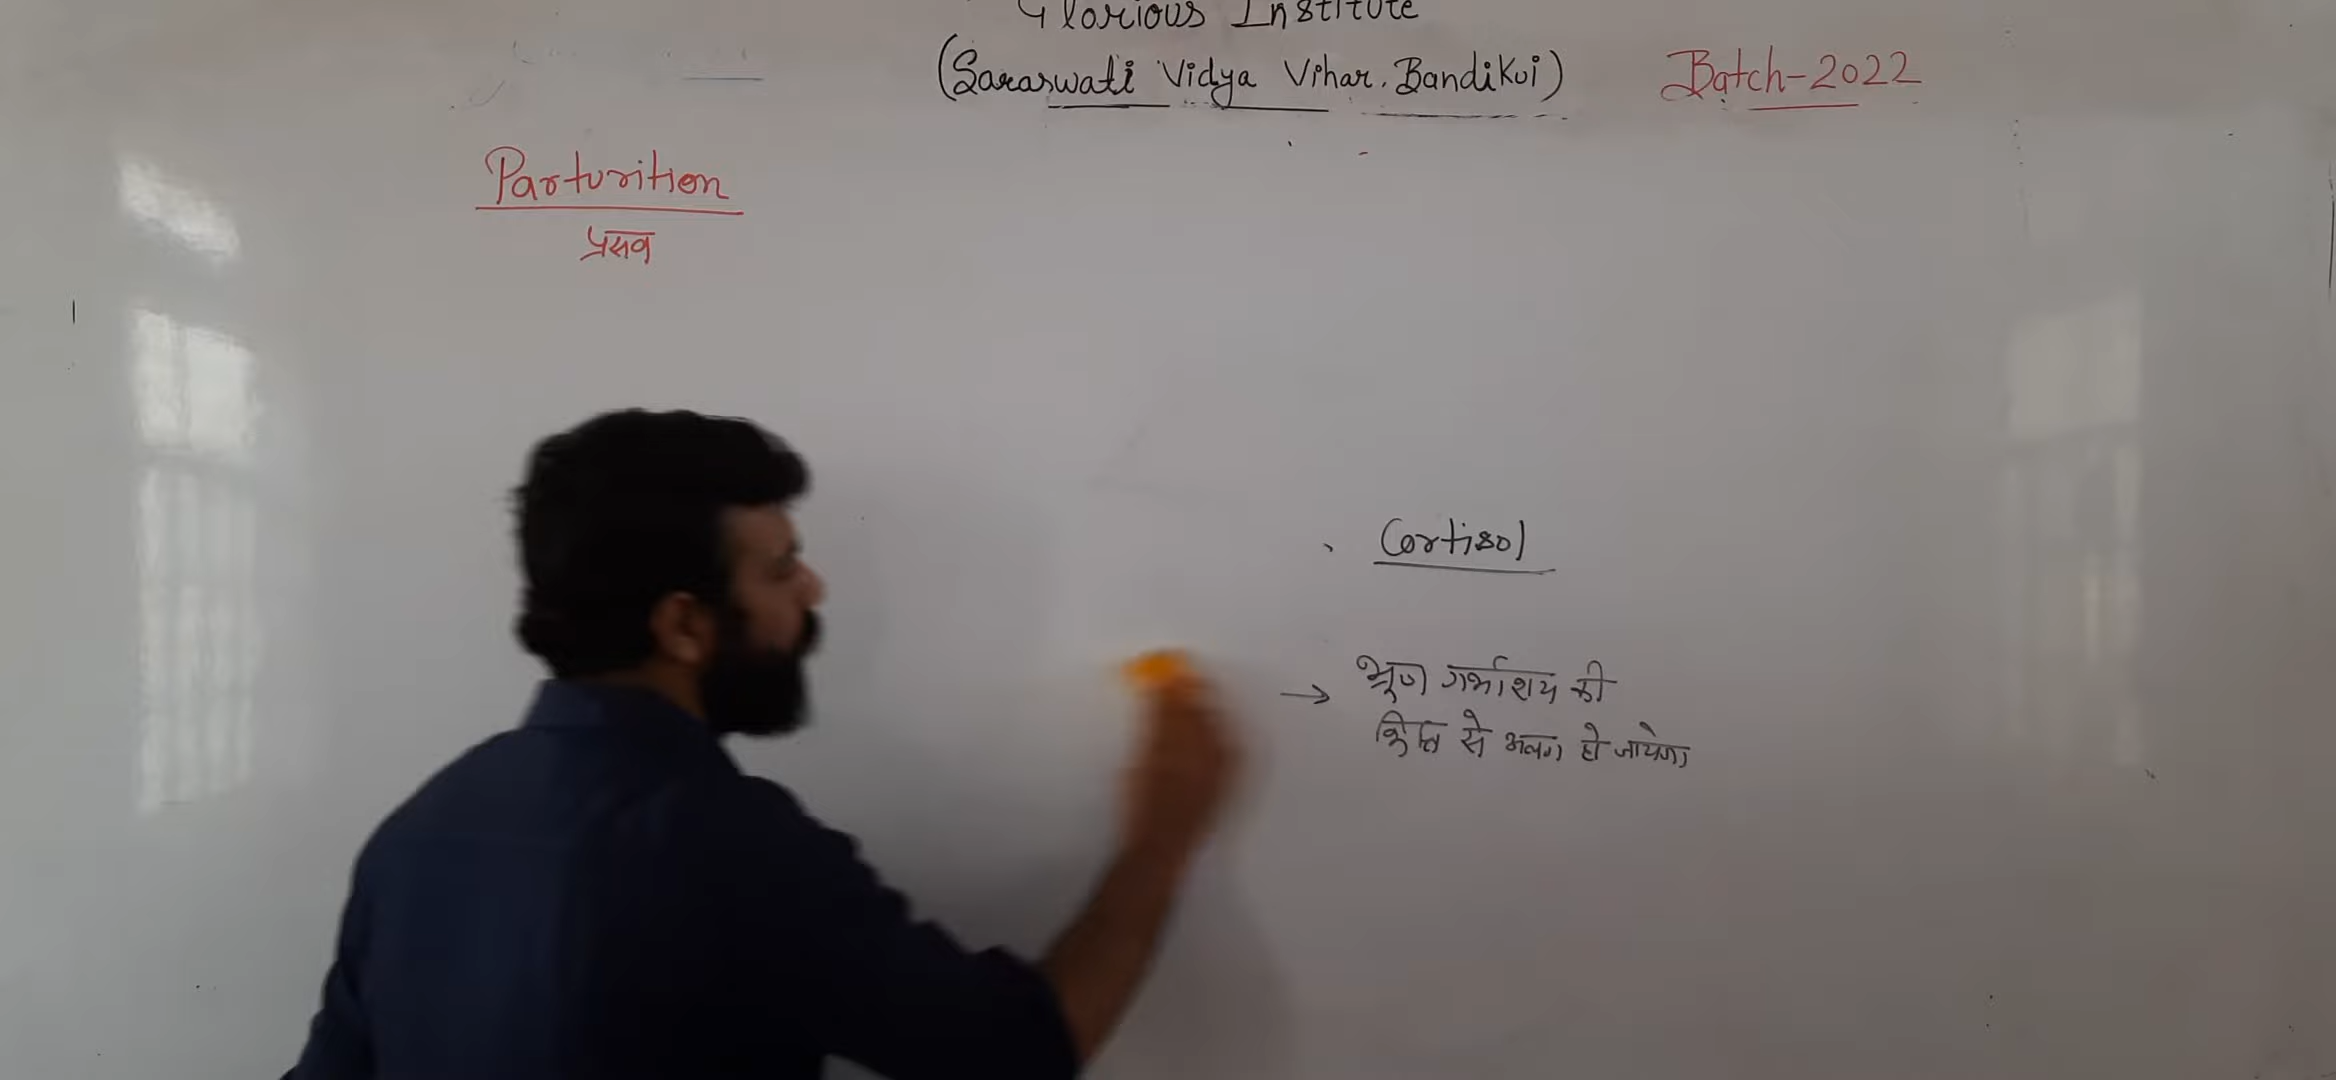 Glorious Institute
(Saraswati Vidya Vihar, Bandikui)
Batch-2022
Parturition
प्रसव
Cortisol
→ भ्रूण गर्भाशय की
भित्ति से अलग हो जायेगा